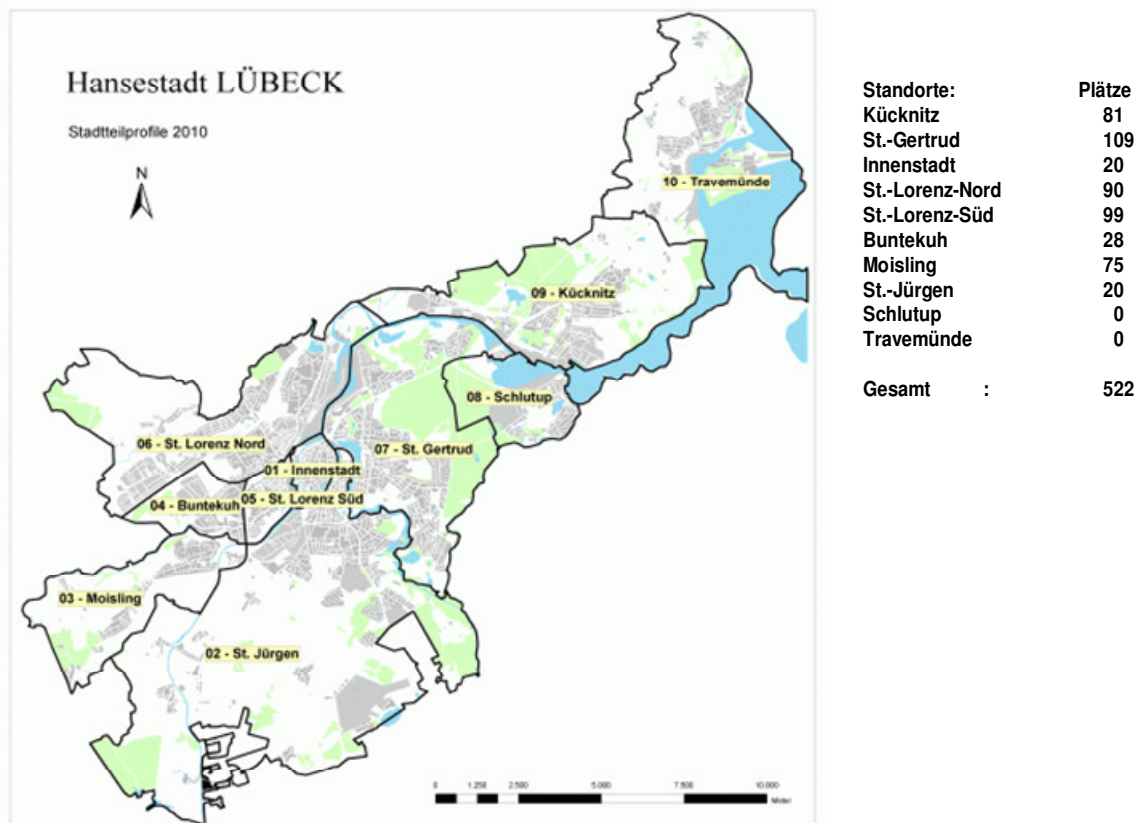 Hansestadt LÜBECK
Stadtteilprofile 2010
N
10 - Travemünde
09 - Kücknitz
08 - Schlutup
06 - St. Lorenz Nord
07 - St. Gertrud
01 - Innenstadt
04 - Buntekuh
05 - St. Lorenz Süd
03 - Moisling
02 - St. Jürgen
0 1.250 2.500 5.000 7.500 10.000
Meter
Standorte: Plätze
Kücknitz 81
St.-Gertrud 109
Innenstadt 20
St.-Lorenz-Nord 90
St.-Lorenz-Süd 99
Buntekuh 28
Moisling 75
St.-Jürgen 20
Schlutup 0
Travemünde 0
Gesamt : 522